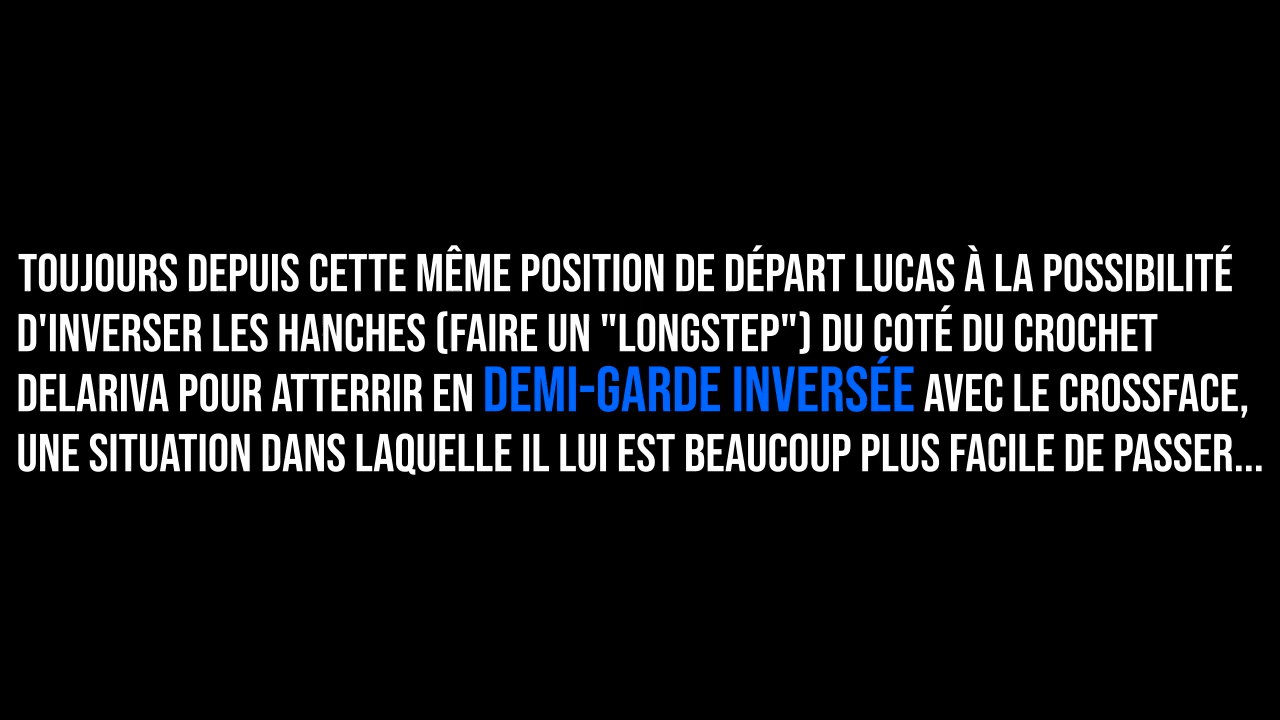 TOUJOURS DEPUIS CETTE MÊME POSITION DE DÉPART LUCAS À LA POSSIBILITÉ
D'INVERSER LES HANCHES (FAIRE UN "LONGSTEP") DU COTÉ DU CROCHET
DELARIVA POUR ATTERRIR EN DEMI-GARDE INVERSÉE AVEC LE CROSSFACE,
UNE SITUATION DANS LAQUELLE IL LUI EST BEAUCOUP PLUS FACILE DE PASSER...